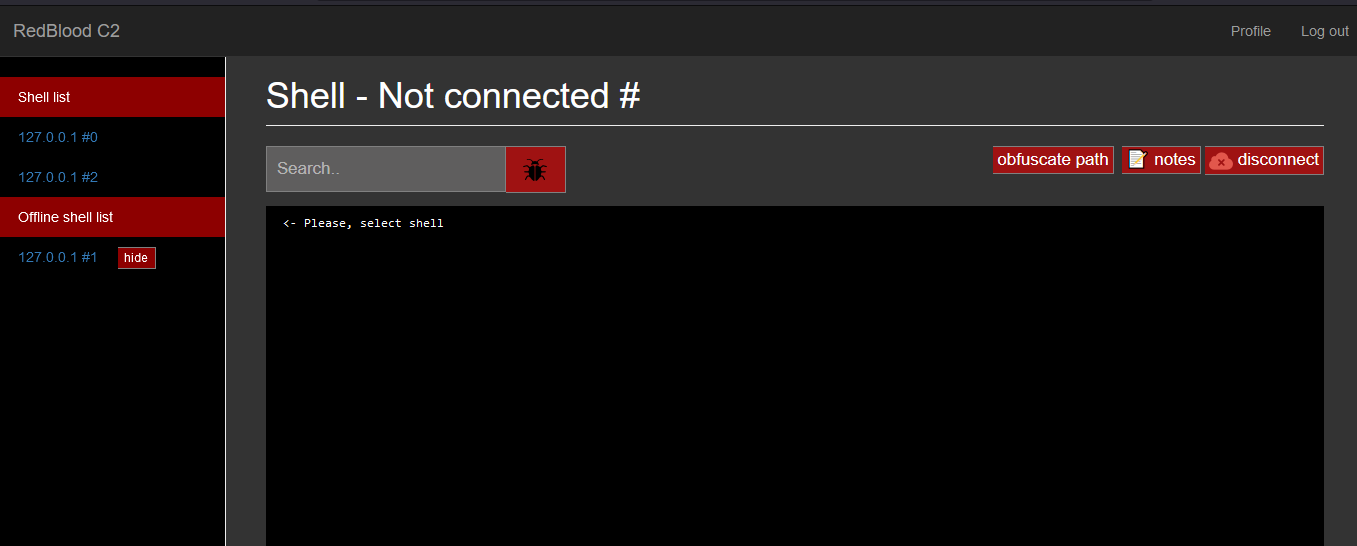 RedBlood C2
Profile
Log out
Shell list
127.0.0.1 #0
127.0.0.1 #2
Offline shell list
127.0.0.1 #1
hide
Shell - Not connected #
Search..
obfuscate path
notes
disconnect
<- Please, select shell